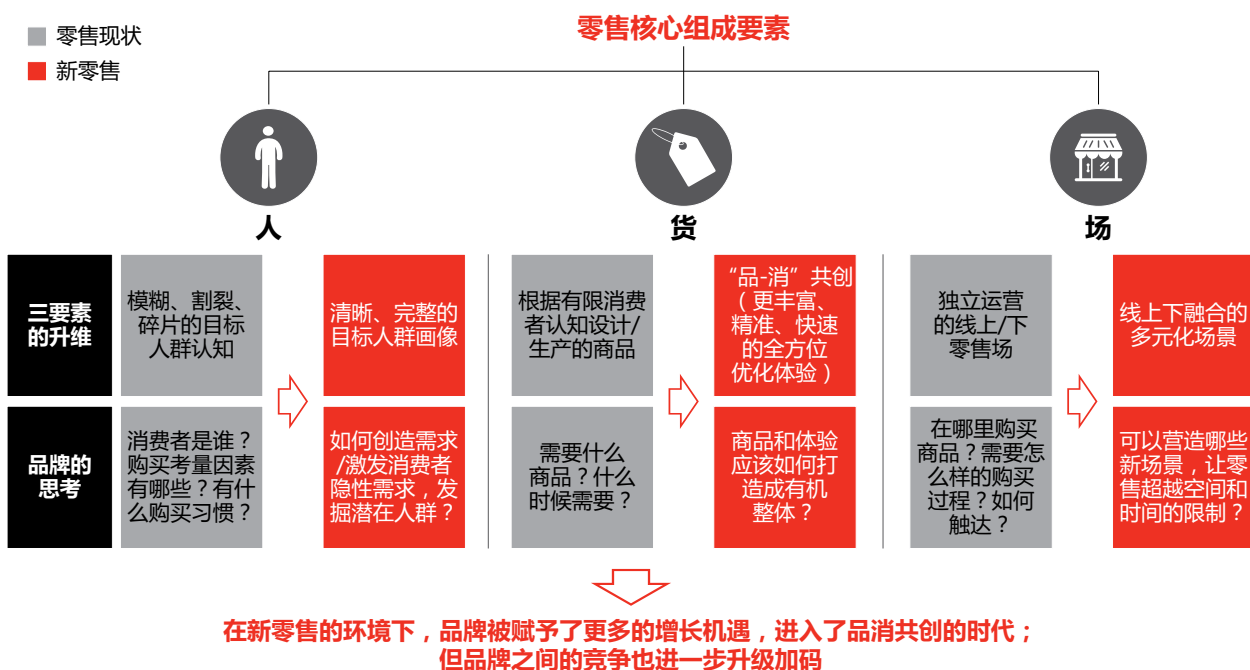 零售现状
新零售
零售核心组成要素
人
货
场
三要素
的升维
模糊、割裂、
碎片的目标
人群认知
清晰、完整的
目标人群画像
根据有限消费
者认知设计/
生产的商品
“品-消”共创
（更丰富、
精准、快速
的全方位
优化体验）
独立运营
的线上/下
零售场
线上下融合的
多元化场景
品牌的
思考
消费者是谁？
购买考量因素
有哪些？有什
么购买习惯？
如何创造需求
/激发消费者
隐性需求，发
掘潜在人群？
需要什么
商品？什么
时候需要？
商品和体验
应该如何打
造成有机
整体？
在哪里购买
商品？需要怎
么样的购买
过程？如何
触达？
可以营造哪些
新场景，让零
售超越空间和
时间的限制？
在新零售的环境下，品牌被赋予了更多的增长机遇，进入了品消共创的时代；
但品牌之间的竞争也进一步升级加码